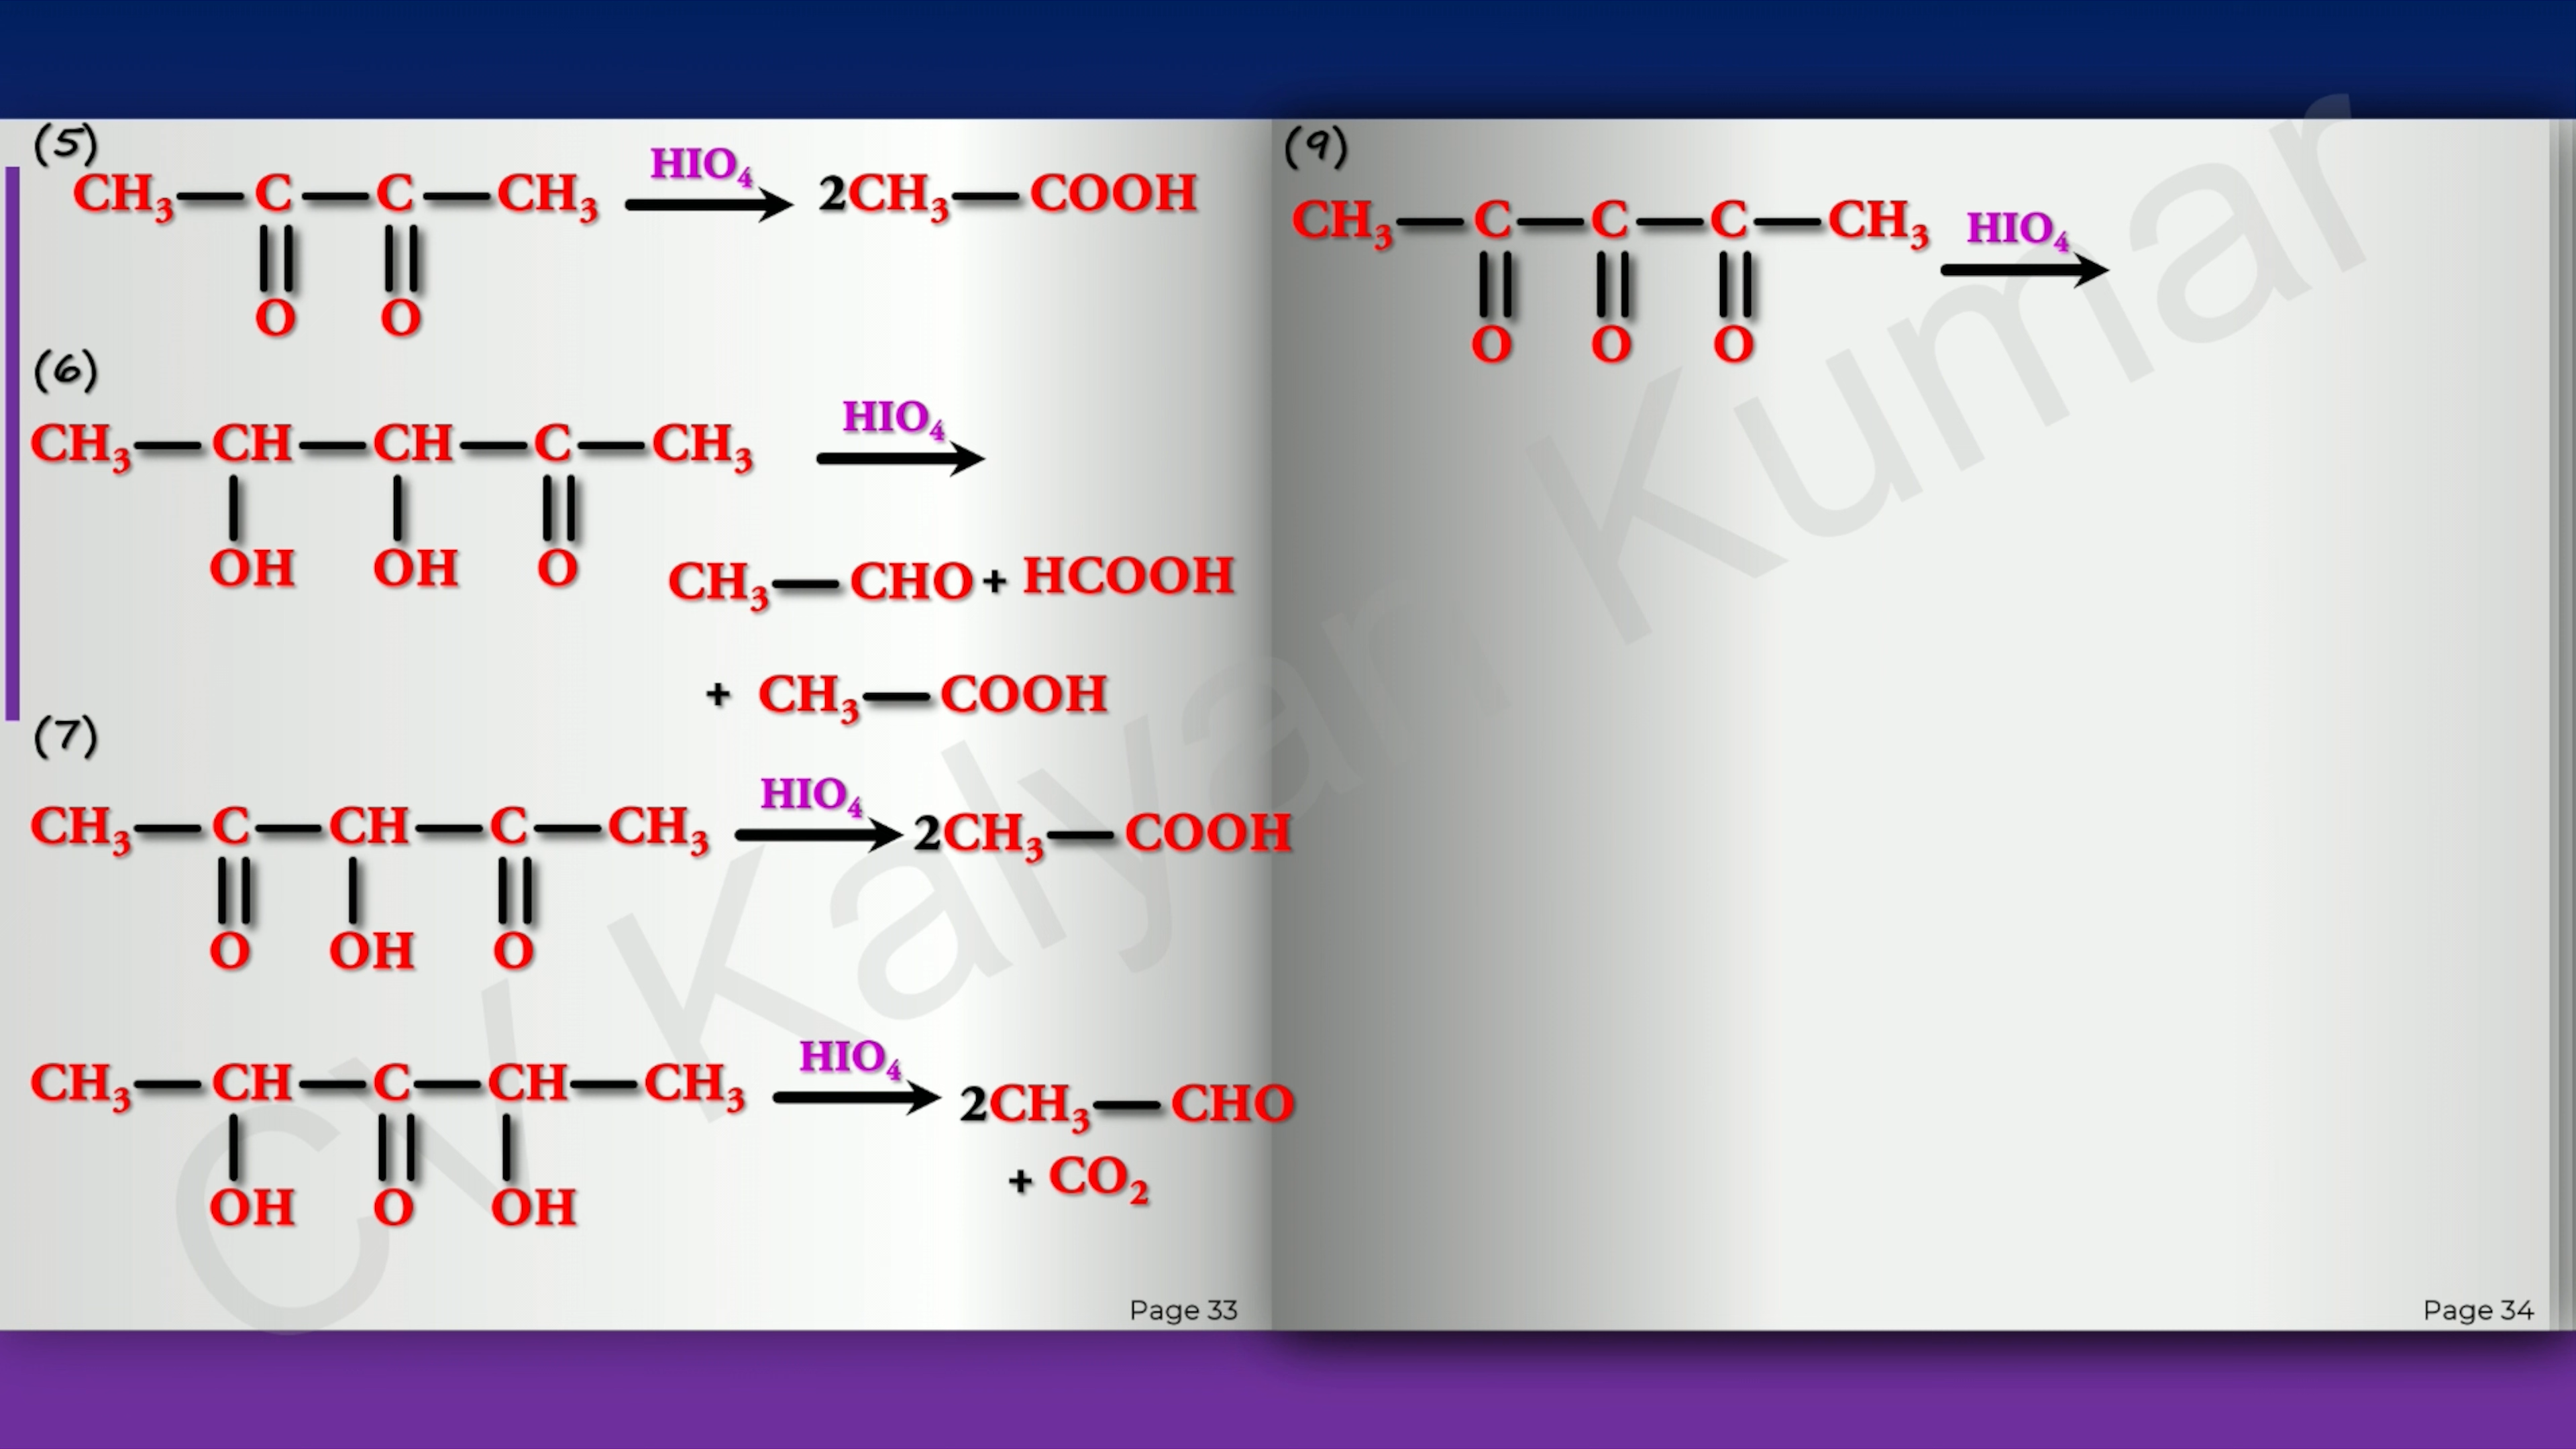 (5)
CH₃—C—C—CH₃ HIO₄ 2CH₃—COOH
O O
(6)
CH₃—CH—CH—C—CH₃ HIO₄
OH OH O
CH₃—CHO + HCOOH
+ CH₃—COOH
(7)
CH₃—C—CH—C—CH₃ HIO₄ 2CH₃—COOH
O OH O
CH₃—CH—C—CH—CH₃ HIO₄ 2CH₃—CHO
+ CO₂
OH O OH
Page 33
(9)
CH₃—C—C—C—CH₃ HIO₄
O O O
Page 34
CV Kalyan Kumar